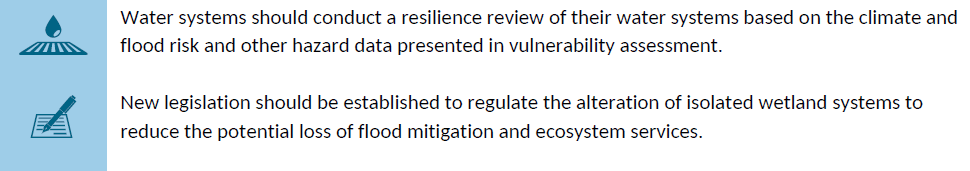 Water systems should conduct a resilience review of their water systems based on the climate and
flood risk and other hazard data presented in vulnerability assessment.
New legislation should be established to regulate the alteration of isolated wetland systems to
reduce the potential loss of flood mitigation and ecosystem services.